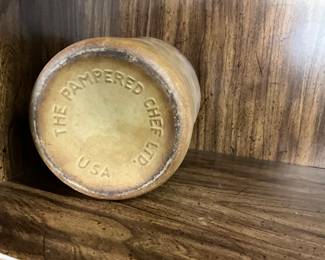 THE PAMPERED CHEF LTD.
USA